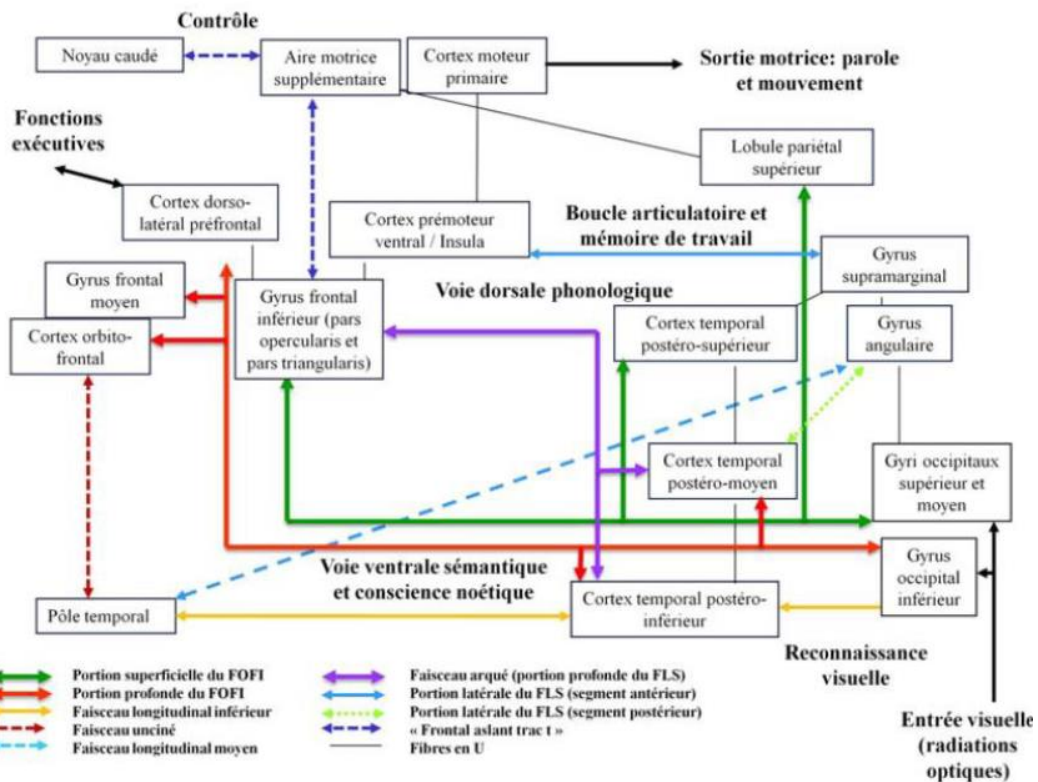 Contrôle
Noyau caudé
Aire motrice
supplémentaire
Cortex moteur
primaire
Sortie motrice: parole
et mouvement
Fonctions
exécutives
Lobule pariétal
supérieur
Cortex dorso-
latéral préfrontal
Cortex prémoteur
ventral / Insula
Boucle articulatoire et
mémoire de travail
Gyrus
supramarginal
Gyrus frontal
moyen
Gyrus frontal
inférieur (pars
opercularis et
pars triangularis)
Voie dorsale phonologique
Cortex orbito-
frontal
Cortex temporal
postéro-supérieur
Gyrus
angulaire
Cortex temporal
postéro-moyen
Gyri occipitaux
supérieur et
moyen
Voie ventrale sémantique
et conscience noétique
Gyrus
occipital
inférieur
Pôle temporal
Cortex temporal postéro-
inférieur
Reconnaissance
visuelle
Entrée visuelle
(radiations
optiques)
Portion superficielle du FOFI
Portion profonde du FOFI
Faisceau longitudinal inférieur
Faisceau unciné
Faisceau longitudinal moyen
Faisceau arqué (portion profonde du FLS)
Portion latérale du FLS (segment antérieur)
Portion latérale du FLS (segment postérieur)
« Frontal aslant trac t »
Fibres en U